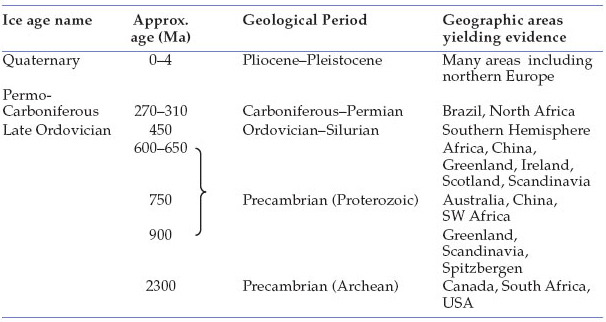 Ice age name Approx. Geological Period Geographic areas
age (Ma) yielding evidence
Quaternary 0–4 Pliocene–Pleistocene Many areas including
northern Europe
Permo-
Carboniferous 270–310 Carboniferous–Permian Brazil, North Africa
Late Ordovician 450 Ordovician–Silurian Southern Hemisphere
600–650 Africa, China,
Greenland, Ireland,
Scotland, Scandinavia
750 Precambrian (Proterozoic) Australia, China,
SW Africa
900 Greenland,
Scandinavia,
Spitzbergen
2300 Precambrian (Archean) Canada, South Africa,
USA